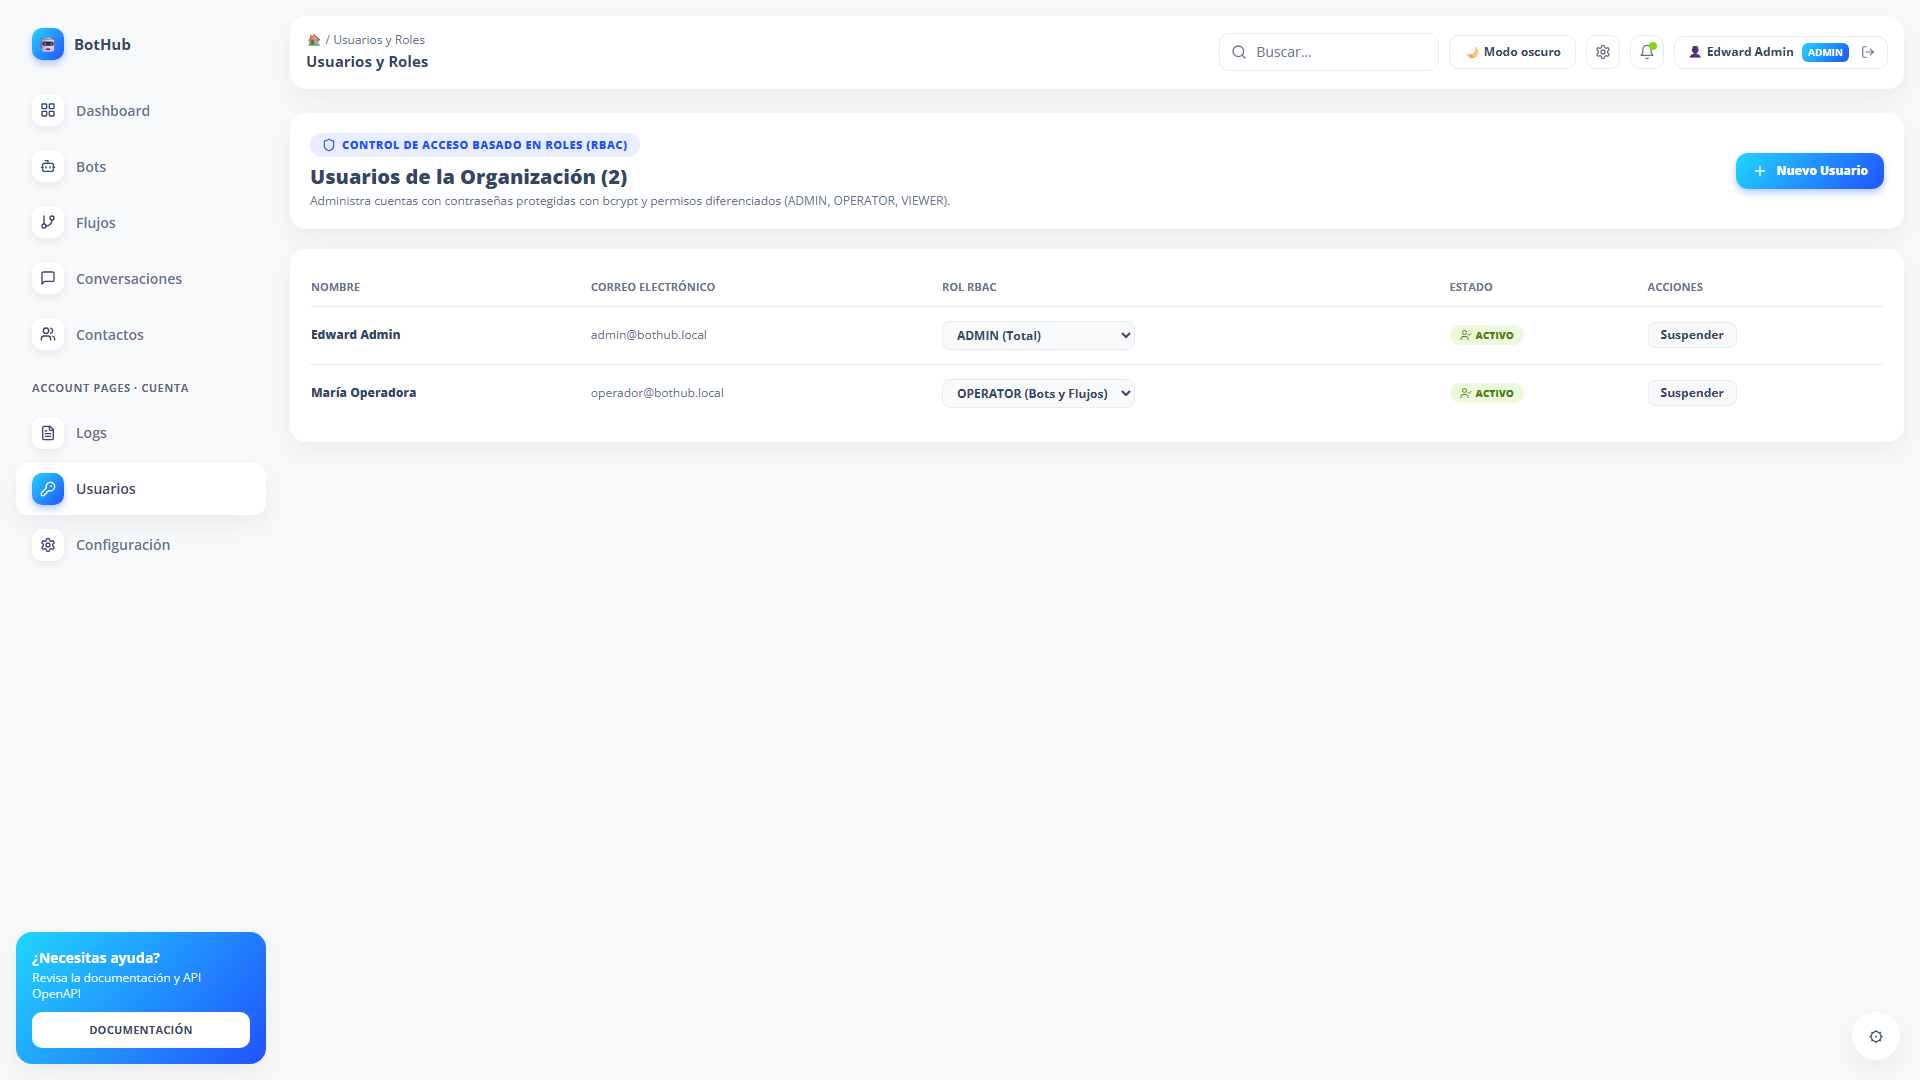 BotHub
Dashboard
Bots
Flujos
Conversaciones
Contactos
ACCOUNT PAGES · CUENTA
Logs
Usuarios
Configuración
¿Necesitas ayuda?
Revisa la documentación y API
OpenAPI
DOCUMENTACIÓN
/ Usuarios y Roles
Usuarios y Roles
Buscar...
Modo oscuro
Edward Admin ADMIN
CONTROL DE ACCESO BASADO EN ROLES (RBAC)
Usuarios de la Organización (2)
Administra cuentas con contraseñas protegidas con bcrypt y permisos diferenciados (ADMIN, OPERATOR, VIEWER).
Nuevo Usuario
NOMBRE CORREO ELECTRÓNICO ROL RBAC ESTADO ACCIONES
Edward Admin admin@bothub.local ADMIN (Total) ACTIVO Suspender
María Operadora operador@bothub.local OPERATOR (Bots y Flujos) ACTIVO Suspender